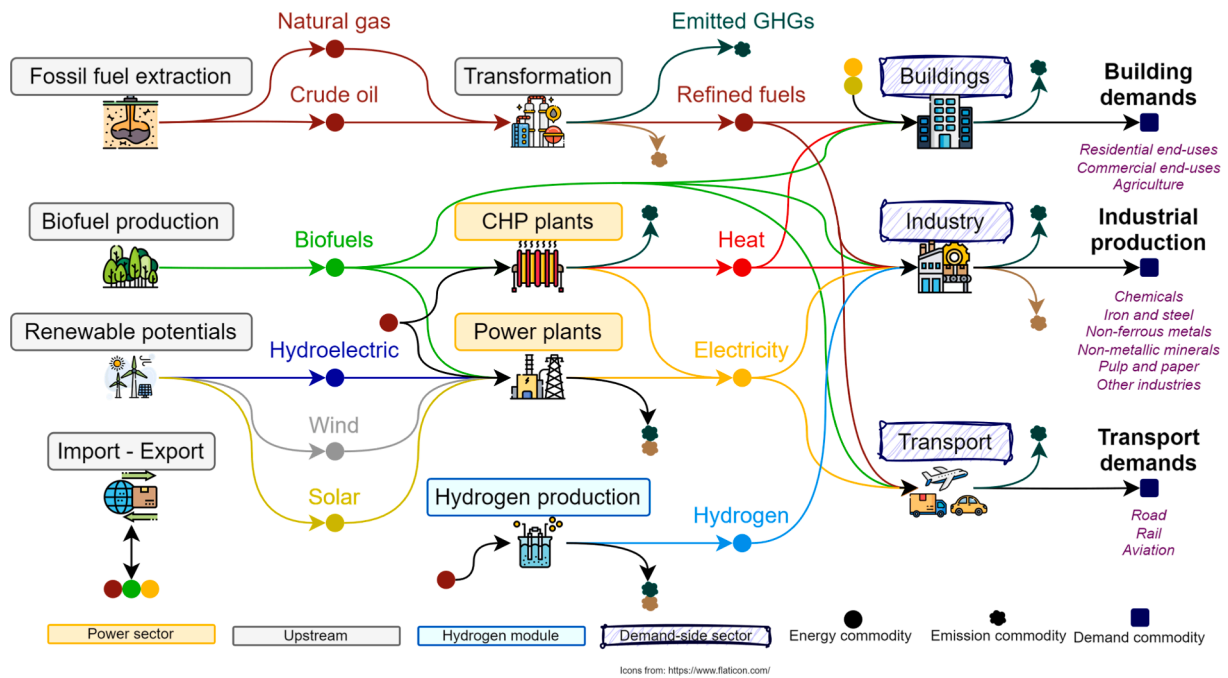 Natural gas
Emitted GHGs
Fossil fuel extraction
Transformation
Buildings
Building
demands
Crude oil
Refined fuels
Residential end-uses
Commercial end-uses
Agriculture
Biofuel production
CHP plants
Industry
Industrial
production
Biofuels
Heat
Chemicals
Iron and steel
Non-ferrous metals
Non-metallic minerals
Pulp and paper
Other industries
Renewable potentials
Power plants
Hydroelectric
Electricity
Wind
Import - Export
Transport
Transport
demands
Solar
Hydrogen production
Hydrogen
Road
Rail
Aviation
Power sector
Upstream
Hydrogen module
Demand-side sector
Energy commodity
Emission commodity
Demand commodity
Icons from: https://www.flaticon.com/